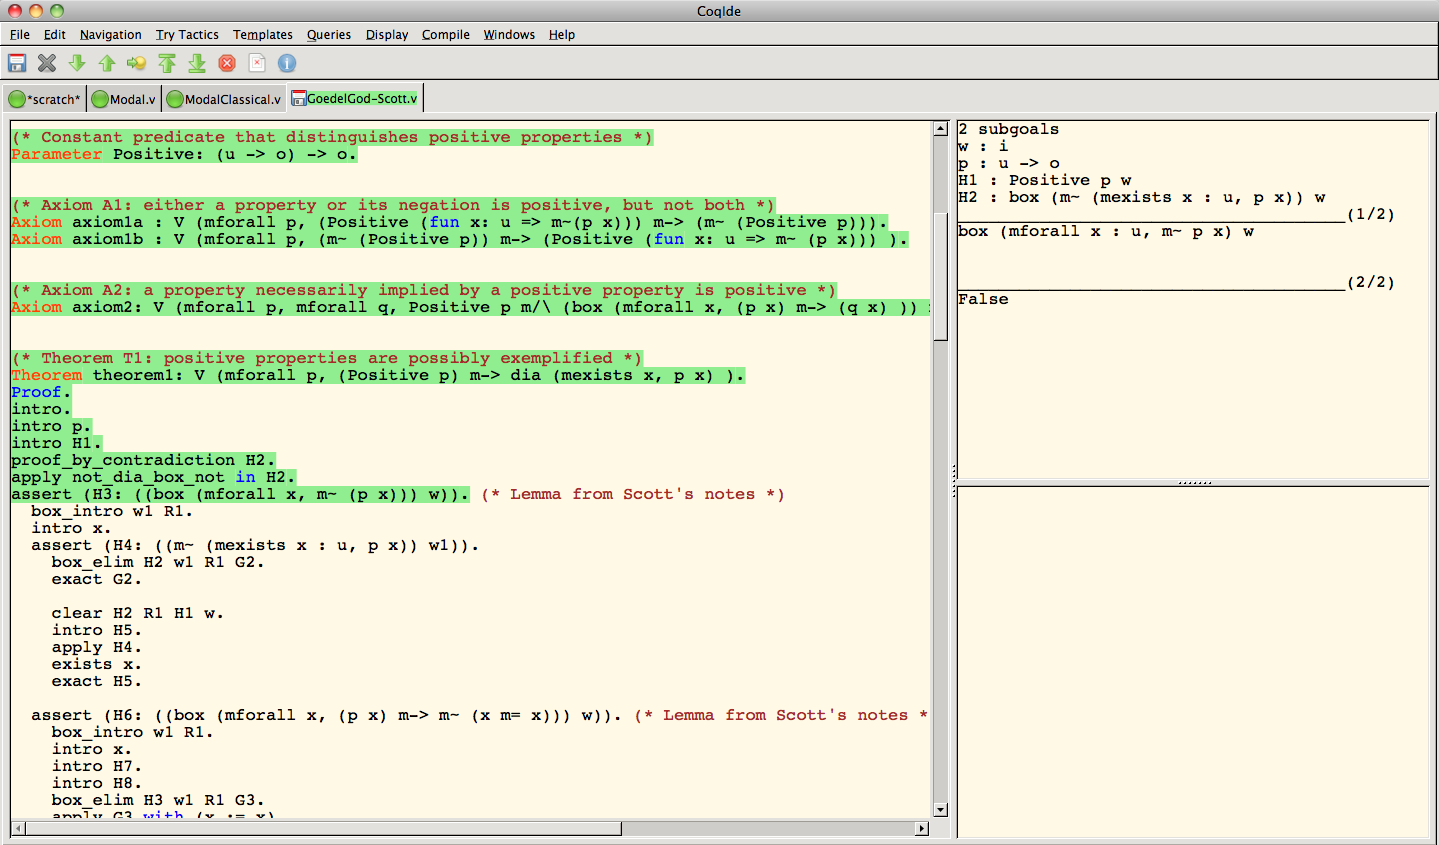 CoqIde
File Edit Navigation Try Tactics Templates Queries Display Compile Windows Help
*scratch* Modal.v ModalClassical.v GoedelGod-Scott.v
(* Constant predicate that distinguishes positive properties *)
Parameter Positive: (u -> o) -> o.
(* Axiom A1: either a property or its negation is positive, but not both *)
Axiom axiom1a : V (mforall p, (Positive (fun x: u => m~(p x))) m-> (m~ (Positive p))).
Axiom axiom1b : V (mforall p, (m~ (Positive p)) m-> (Positive (fun x: u => m~ (p x))) ).
(* Axiom A2: a property necessarily implied by a positive property is positive *)
Axiom axiom2: V (mforall p, mforall q, Positive p m/\ (box (mforall x, (p x) m-> (q x) ))
(* Theorem T1: positive properties are possibly exemplified *)
Theorem theorem1: V (mforall p, (Positive p) m-> dia (mexists x, p x) ).
Proof.
intro.
intro p.
intro H1.
proof_by_contradiction H2.
apply not_dia_box_not in H2.
assert (H3: ((box (mforall x, m~ (p x))) w)). (* Lemma from Scott's notes *)
box_intro w1 R1.
intro x.
assert (H4: ((m~ (mexists x : u, p x)) w1)).
box_elim H2 w1 R1 G2.
exact G2.
clear H2 R1 H1 w.
intro H5.
apply H4.
exists x.
exact H5.
assert (H6: ((box (mforall x, (p x) m-> m~ (x m= x))) w)). (* Lemma from Scott's notes *
box_intro w1 R1.
intro x.
intro H7.
intro H8.
box_elim H3 w1 R1 G3.
apply G3 with (x := x)
2 subgoals
w : i
p : u -> o
H1 : Positive p w
H2 : box (m~ (mexists x : u, p x)) w
(1/2)
box (mforall x : u, m~ p x) w
(2/2)
False